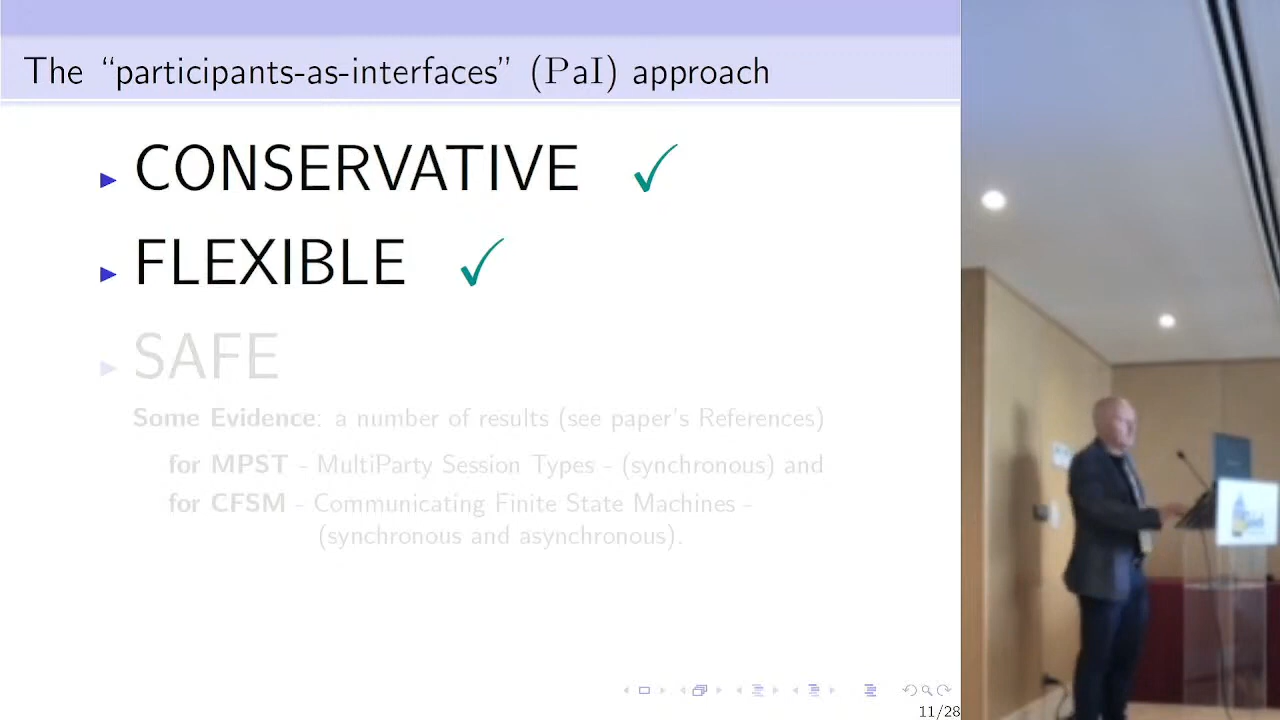 The “participants-as-interfaces” (PaI) approach
▶ CONSERVATIVE ✓
▶ FLEXIBLE ✓
▶ SAFE
Some Evidence: a number of results (see paper's References)
for MPST - MultiParty Session Types - (synchronous) and
for CFSM - Communicating Finite State Machines -
(synchronous and asynchronous).
11/28